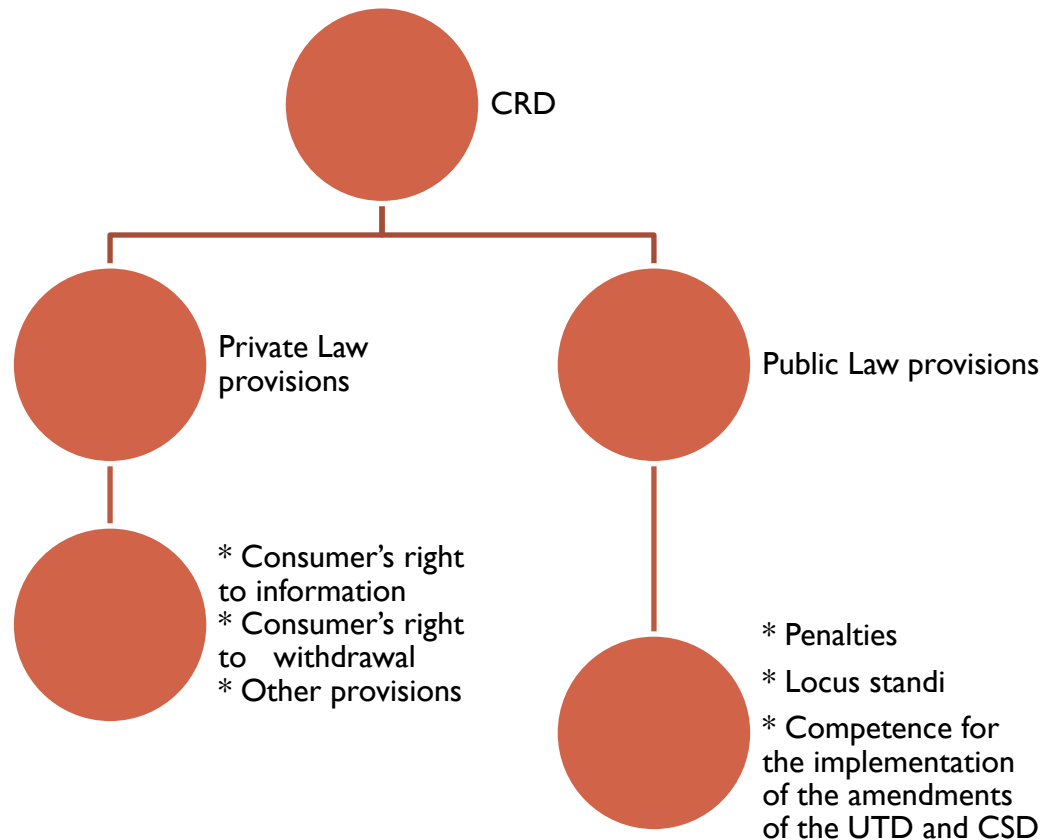 CRD
Private Law
provisions
Public Law provisions
* Consumer’s right
to information
* Consumer’s right
to   withdrawal
* Other provisions
* Penalties
* Locus standi
* Competence for
the implementation
of the amendments
of the UTD and CSD